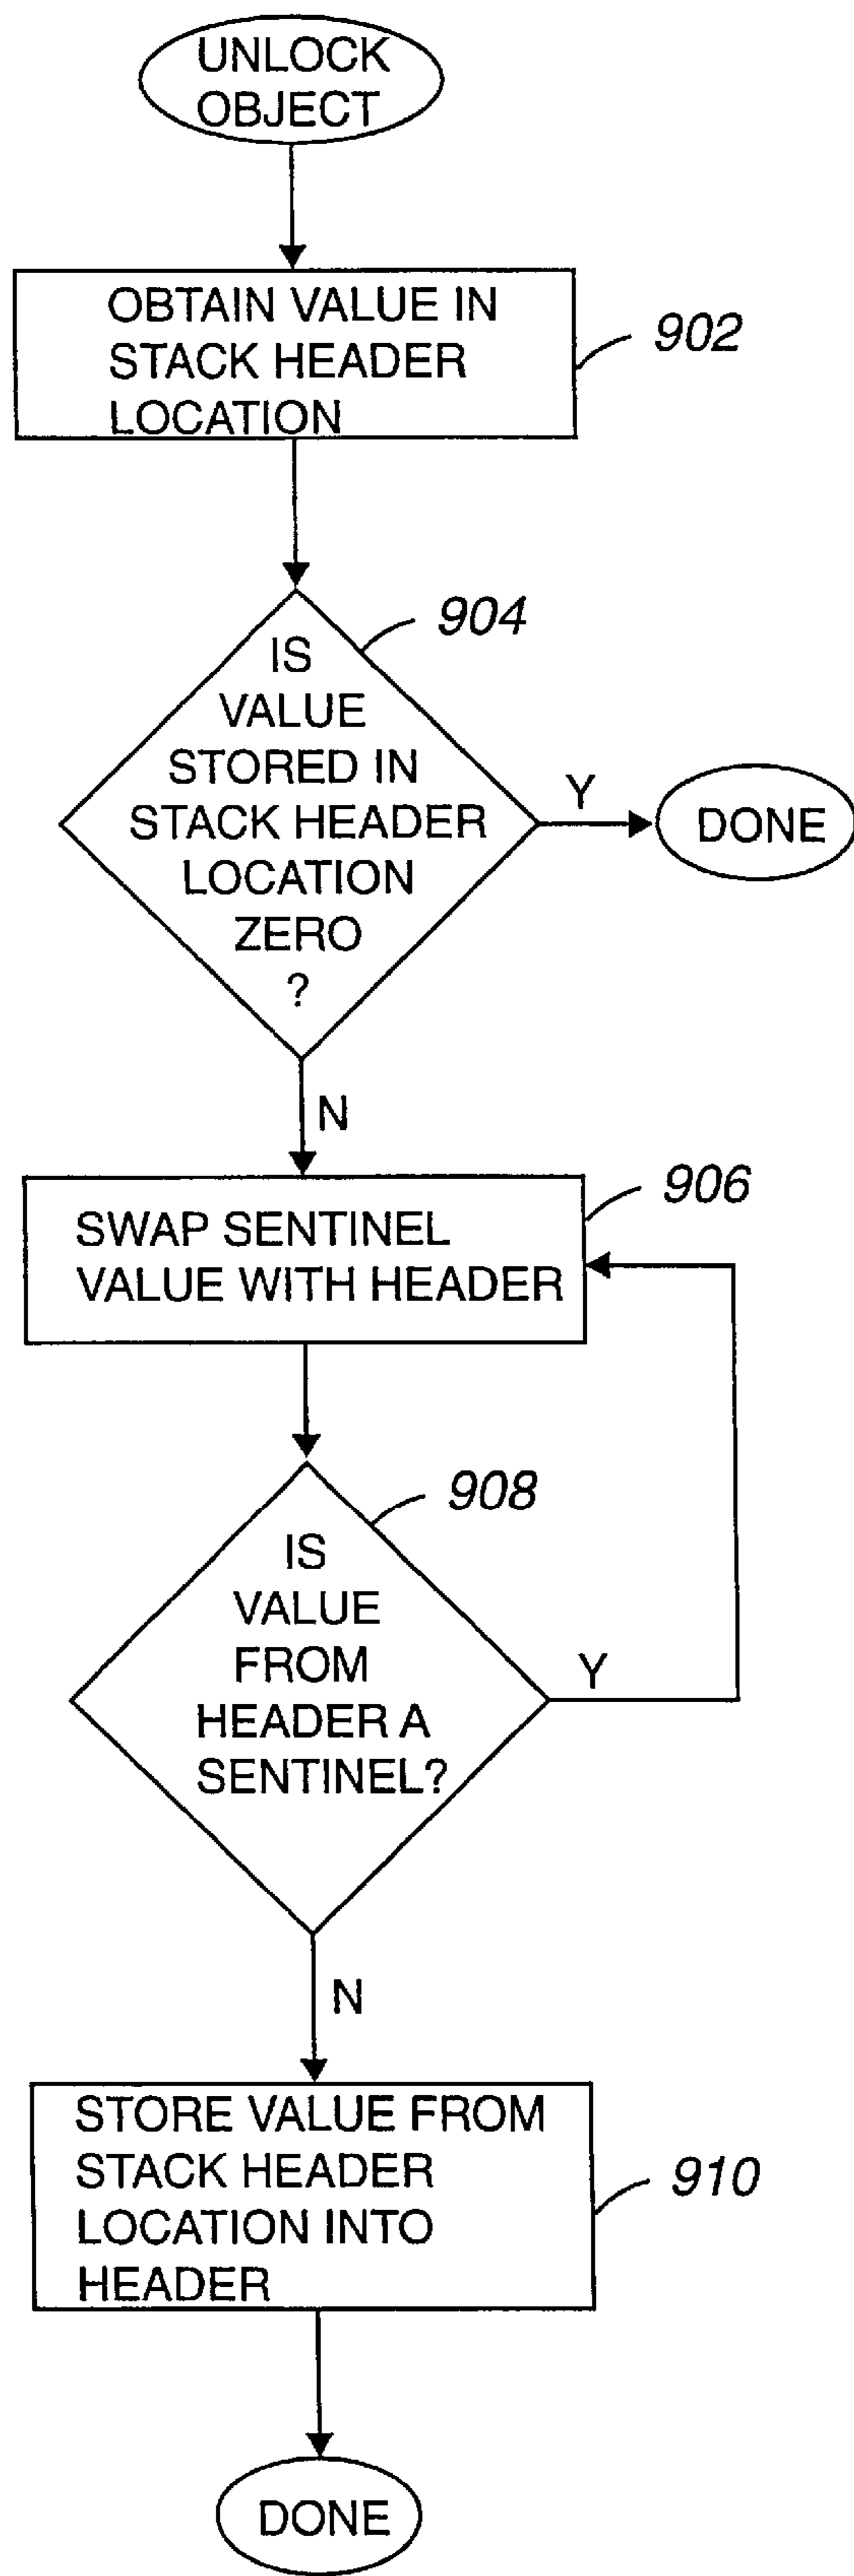 UNLOCK
OBJECT
OBTAIN VALUE IN
STACK HEADER
LOCATION
902
904
IS
VALUE
STORED IN
STACK HEADER
LOCATION
ZERO
?
Y
DONE
N
906
SWAP SENTINEL
VALUE WITH HEADER
908
IS
VALUE
FROM
HEADER A
SENTINEL?
Y
N
STORE VALUE FROM
STACK HEADER
LOCATION INTO
HEADER
910
DONE